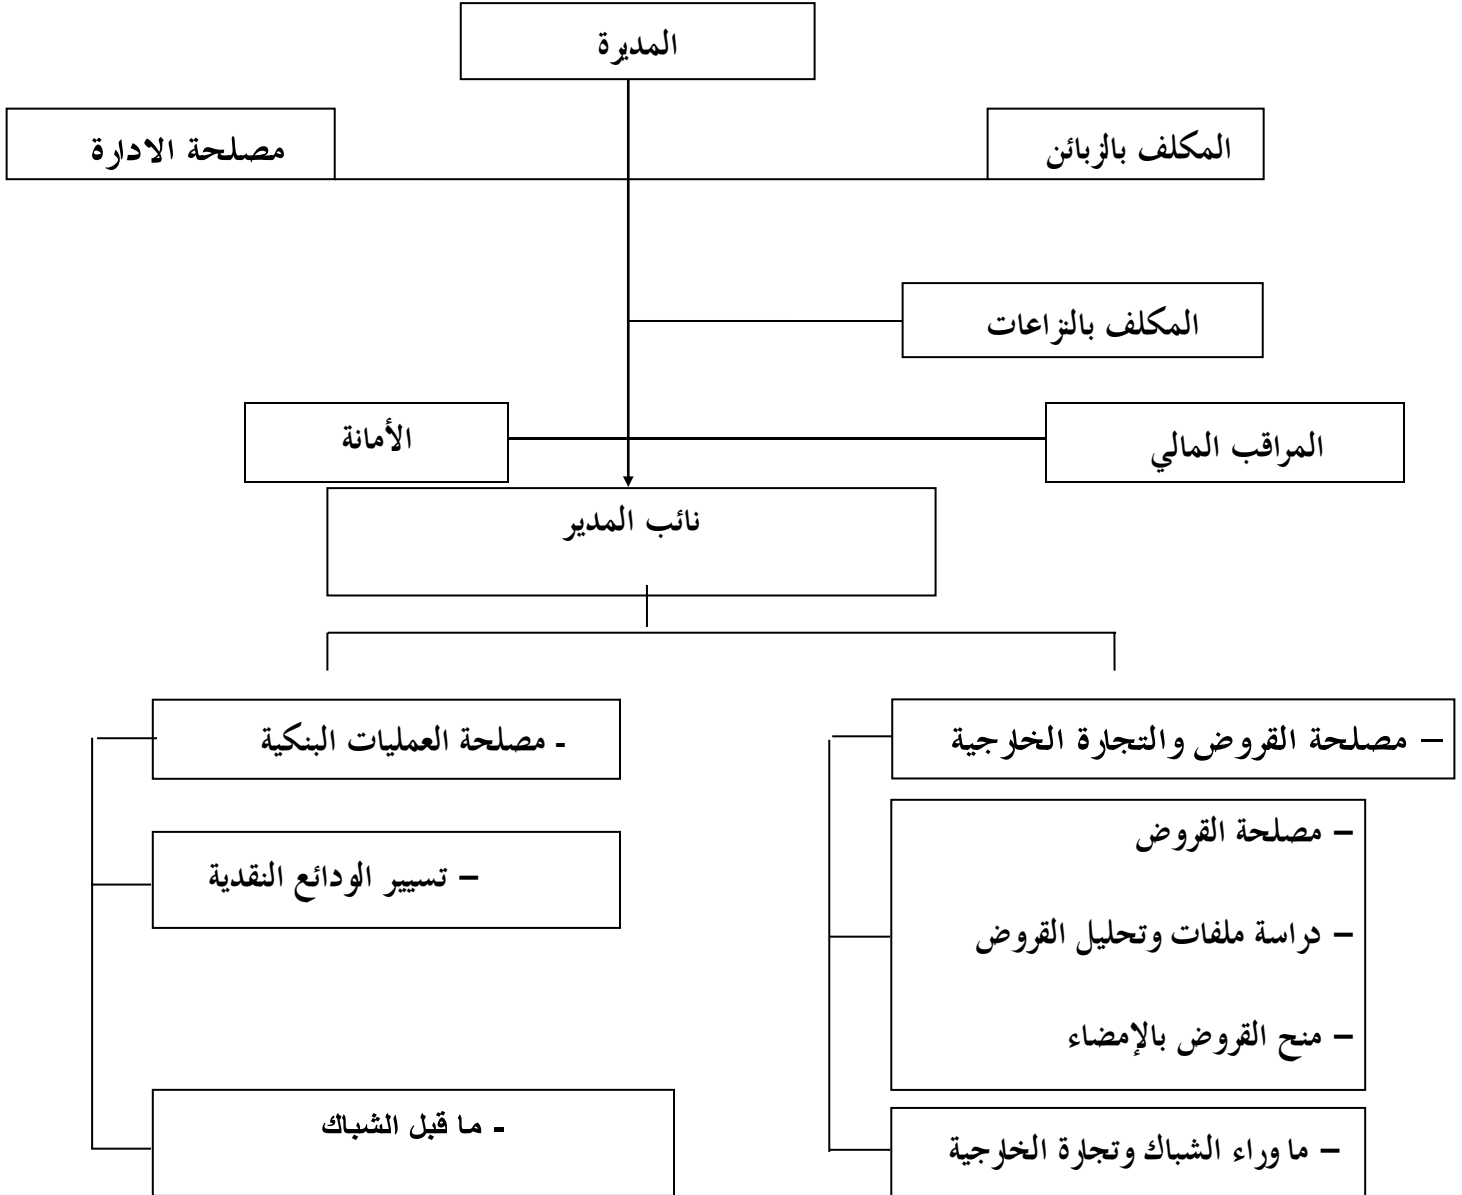 المديرة
المكلف بالزبائن
مصلحة الادارة
المكلف بالنزاعات
المراقب المالي
الأمانة
نائب المدير
– مصلحة القروض والتجارة الخارجية
- مصلحة العمليات البنكية
– مصلحة القروض
– دراسة ملفات وتحليل القروض
– منح القروض بالإمضاء
– تسيير الودائع النقدية
– ما وراء الشباك وتجارة الخارجية
- ما قبل الشباك